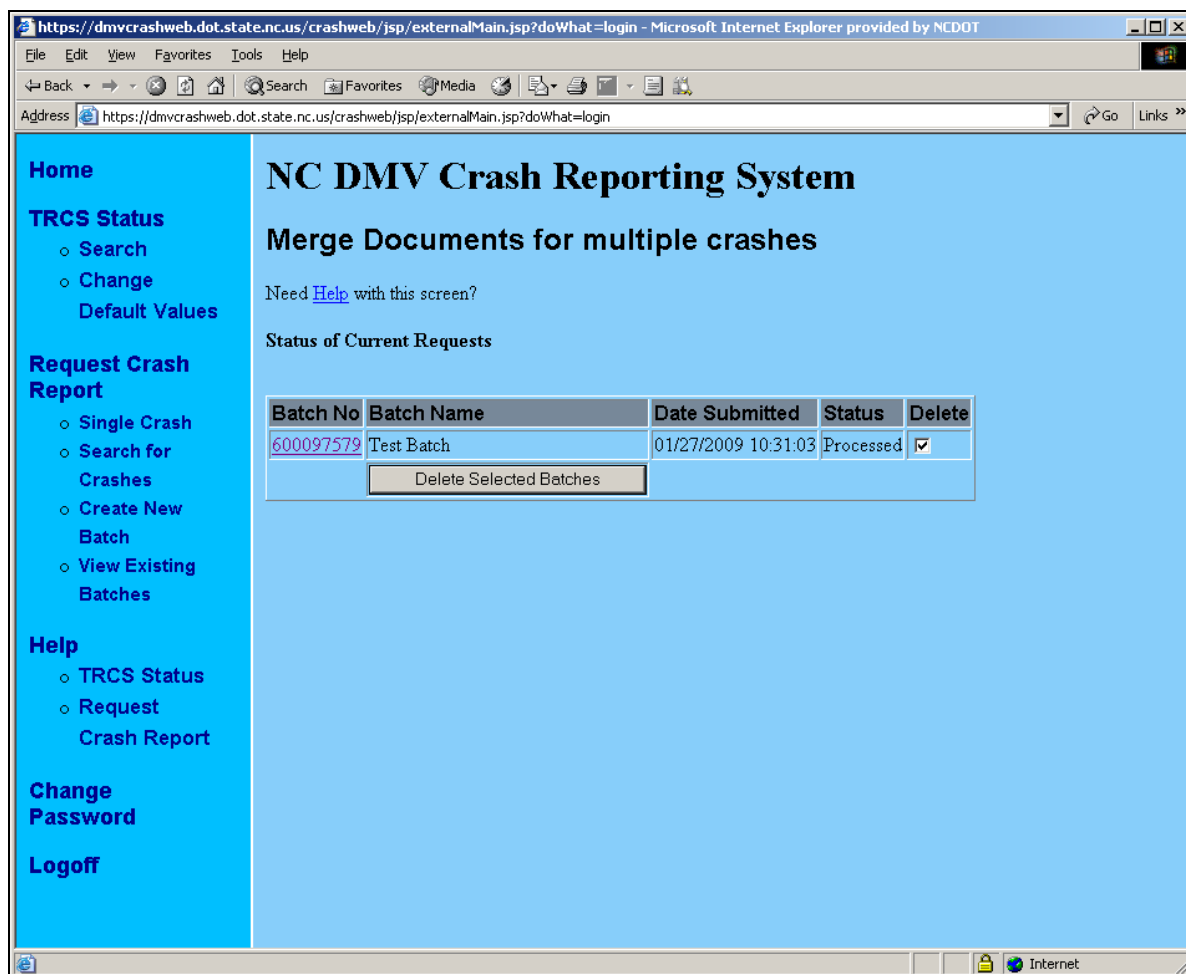 https://dmvcrashweb.dot.state.nc.us/crashweb/jsp/externalMain.jsp?doWhat=login - Microsoft Internet Explorer provided by NCDOT
File Edit View Favorites Tools Help
Back Search Favorites Media
Address https://dmvcrashweb.dot.state.nc.us/crashweb/jsp/externalMain.jsp?doWhat=login Go Links »
Home
TRCS Status
Search
Change
Default Values
Request Crash
Report
Single Crash
Search for
Crashes
Create New
Batch
View Existing
Batches
Help
TRCS Status
Request
Crash Report
Change
Password
Logoff
NC DMV Crash Reporting System
Merge Documents for multiple crashes
Need Help with this screen?
Status of Current Requests
Batch No Batch Name Date Submitted Status Delete
600097579 Test Batch 01/27/2009 10:31:03 Processed
Delete Selected Batches
Internet